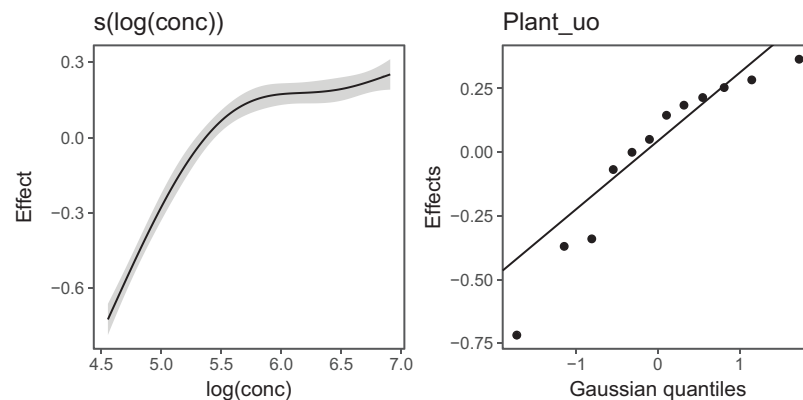 s(log(conc))
0.3
0.0
−0.3
−0.6
Effect
4.5 5.0 5.5 6.0 6.5 7.0
log(conc)
Plant_uo
0.25
0.00
−0.25
−0.50
−0.75
Effects
−1 0 1
Gaussian quantiles